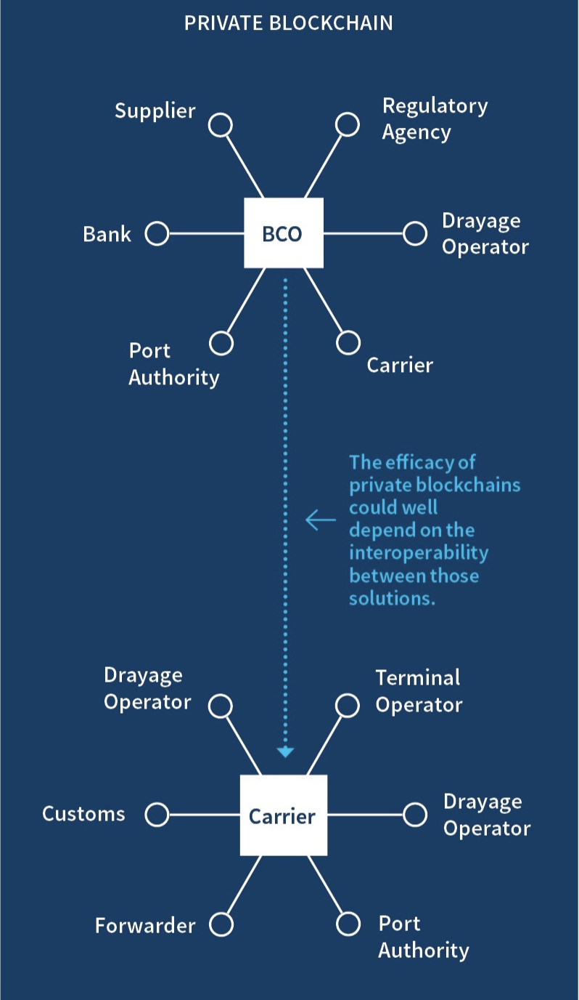 PRIVATE BLOCKCHAIN
Supplier
Regulatory
Agency
Bank
BCO
Drayage
Operator
Port
Authority
Carrier
The efficacy of
private blockchains
could well
depend on the
interoperability
between those
solutions.
Drayage
Operator
Terminal
Operator
Customs
Carrier
Drayage
Operator
Forwarder
Port
Authority